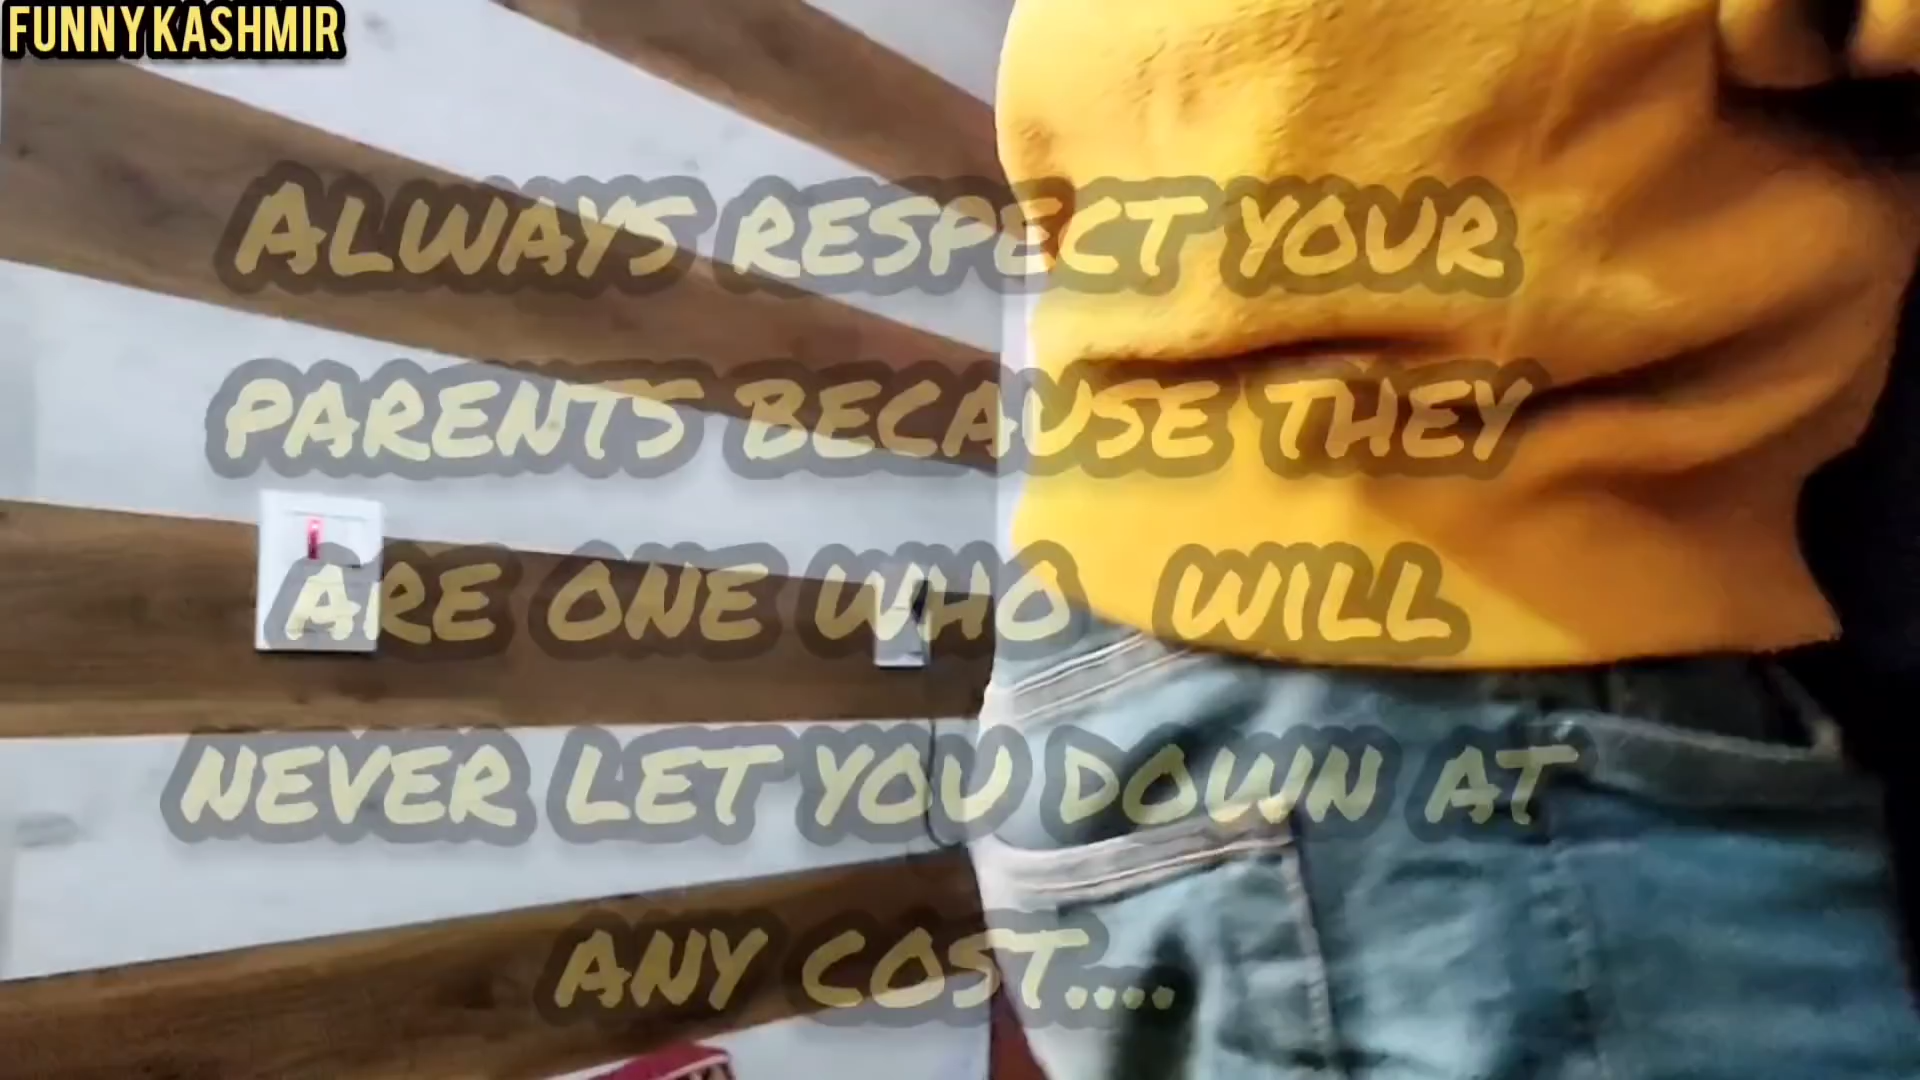 FUNNY KASHMIR
ALWAYS RESPECT YOUR
PARENTS BECAUSE THEY
ARE ONE WHO WILL
NEVER LET YOU DOWN AT
ANY COST....